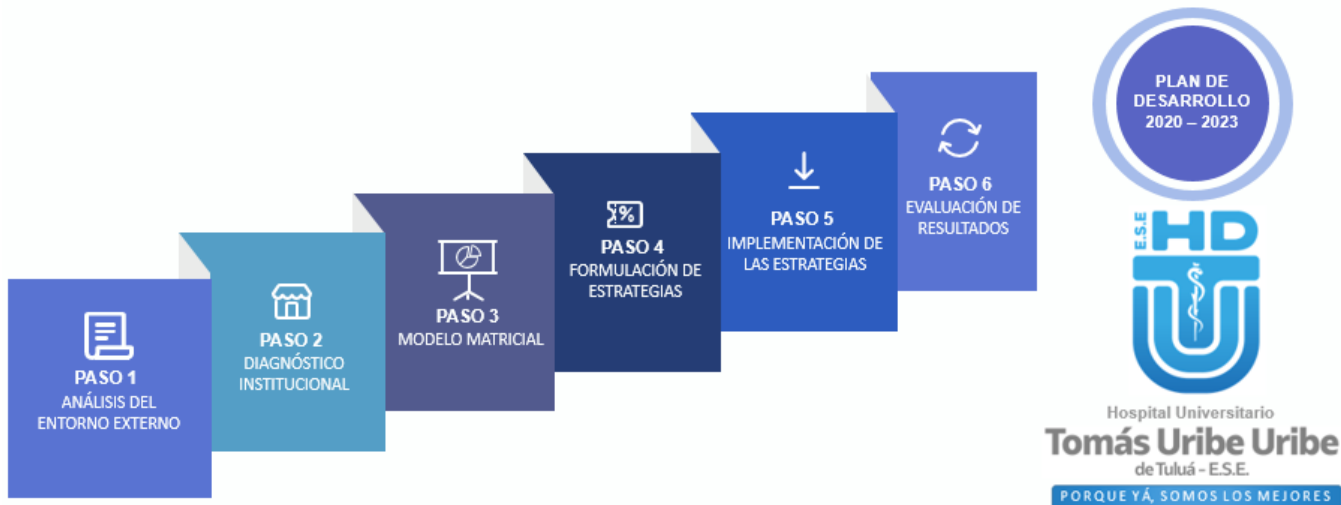 PASO 1
ANÁLISIS DEL
ENTORNO EXTERNO
PASO 2
DIAGNÓSTICO
INSTITUCIONAL
PASO 3
MODELO MATRICIAL
%
PASO 4
FORMULACIÓN DE
ESTRATEGIAS
PASO 5
IMPLEMENTACIÓN DE
LAS ESTRATEGIAS
PASO 6
EVALUACIÓN DE
RESULTADOS
PLAN DE
DESARROLLO
2020 – 2023
E.S.E
HD
TU
Hospital Universitario
Tomás Uribe Uribe
de Tuluá - E.S.E.
PORQUE YÁ, SOMOS LOS MEJORES